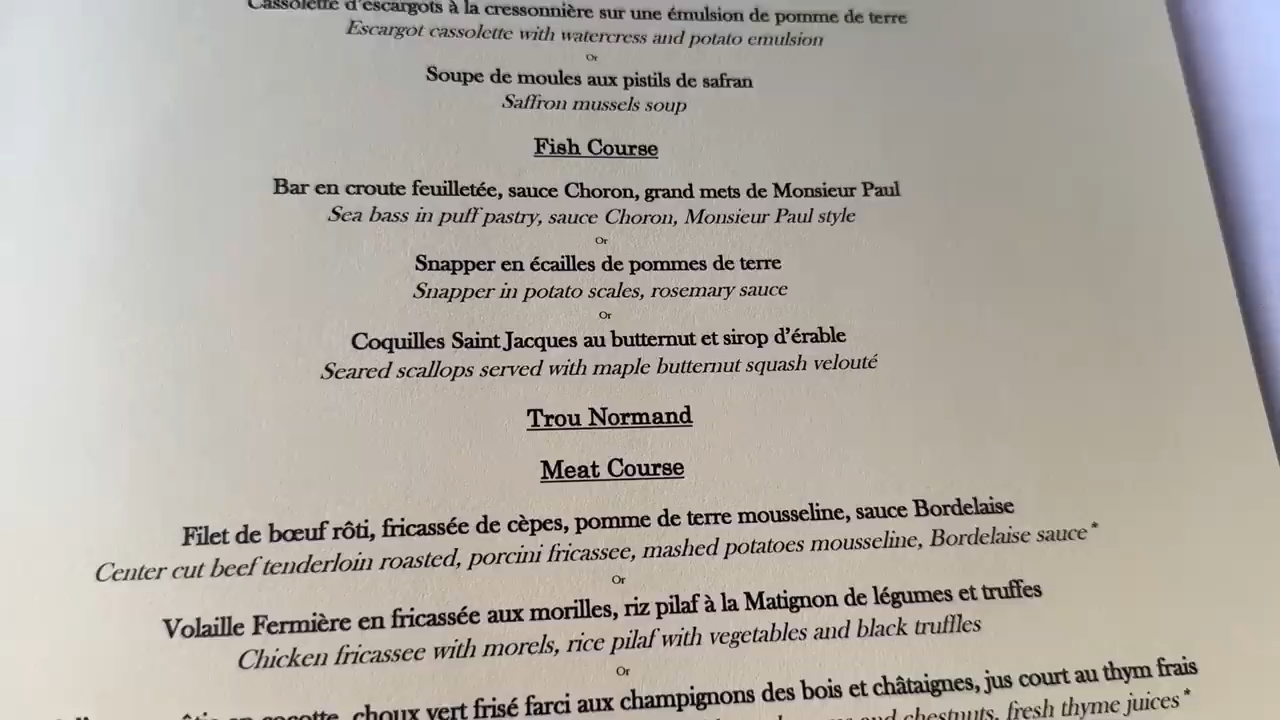 Cassolette d'escargots à la cressonnière sur une émulsion de pomme de terre
Escargot cassolette with watercress and potato emulsion
Or
Soupe de moules aux pistils de safran
Saffron mussels soup
Fish Course
Bar en croute feuilletée, sauce Choron, grand mets de Monsieur Paul
Sea bass in puff pastry, sauce Choron, Monsieur Paul style
Or
Snapper en écailles de pommes de terre
Snapper in potato scales, rosemary sauce
Or
Coquilles Saint Jacques au butternut et sirop d'érable
Seared scallops served with maple butternut squash velouté
Trou Normand
Meat Course
Filet de bœuf rôti, fricassée de cèpes, pomme de terre mousseline, sauce Bordelaise
Center cut beef tenderloin roasted, porcini fricassee, mashed potatoes mousseline, Bordelaise sauce*
Or
Volaille Fermière en fricassée aux morilles, riz pilaf à la Matignon de légumes et truffes
Chicken fricassee with morels, rice pilaf with vegetables and black truffles
Or
cocotte, choux vert frisé farci aux champignons des bois et châtaignes, jus court au thym frais
and chestnuts, fresh thyme juices*